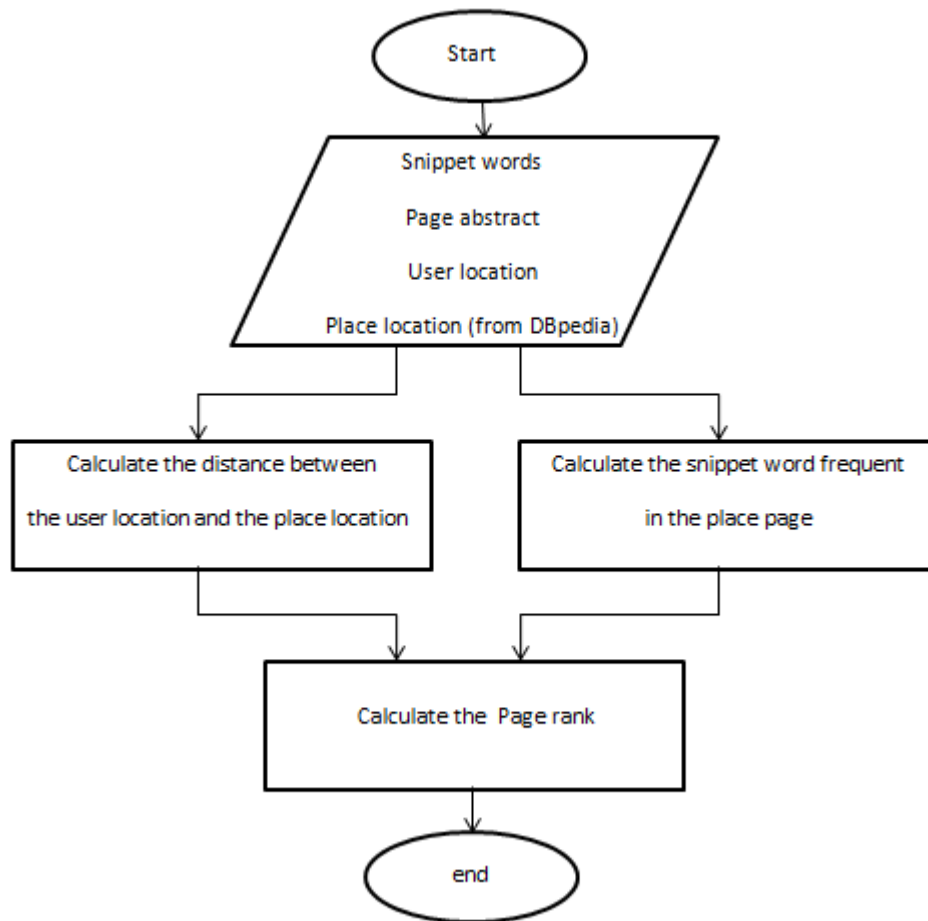 Start
Snippet words
Page abstract
User location
Place location (from DBpedia)
Calculate the distance between
the user location and the place location
Calculate the snippet word frequent
in the place page
Calculate the Page rank
end